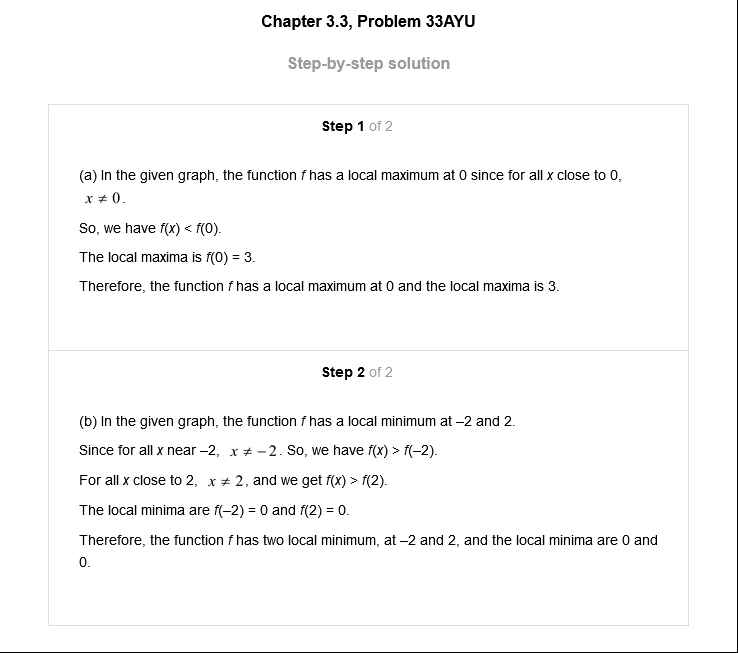 Chapter 3.3, Problem 33AYU
Step-by-step solution
Step 1 of 2
(a) In the given graph, the function f has a local maximum at 0 since for all x close to 0,
x ≠ 0.
So, we have f(x) < f(0).
The local maxima is f(0) = 3.
Therefore, the function f has a local maximum at 0 and the local maxima is 3.
Step 2 of 2
(b) In the given graph, the function f has a local minimum at –2 and 2.
Since for all x near –2, x ≠ –2. So, we have f(x) > f(–2).
For all x close to 2, x ≠ 2, and we get f(x) > f(2).
The local minima are f(–2) = 0 and f(2) = 0.
Therefore, the function f has two local minimum, at –2 and 2, and the local minima are 0 and
0.